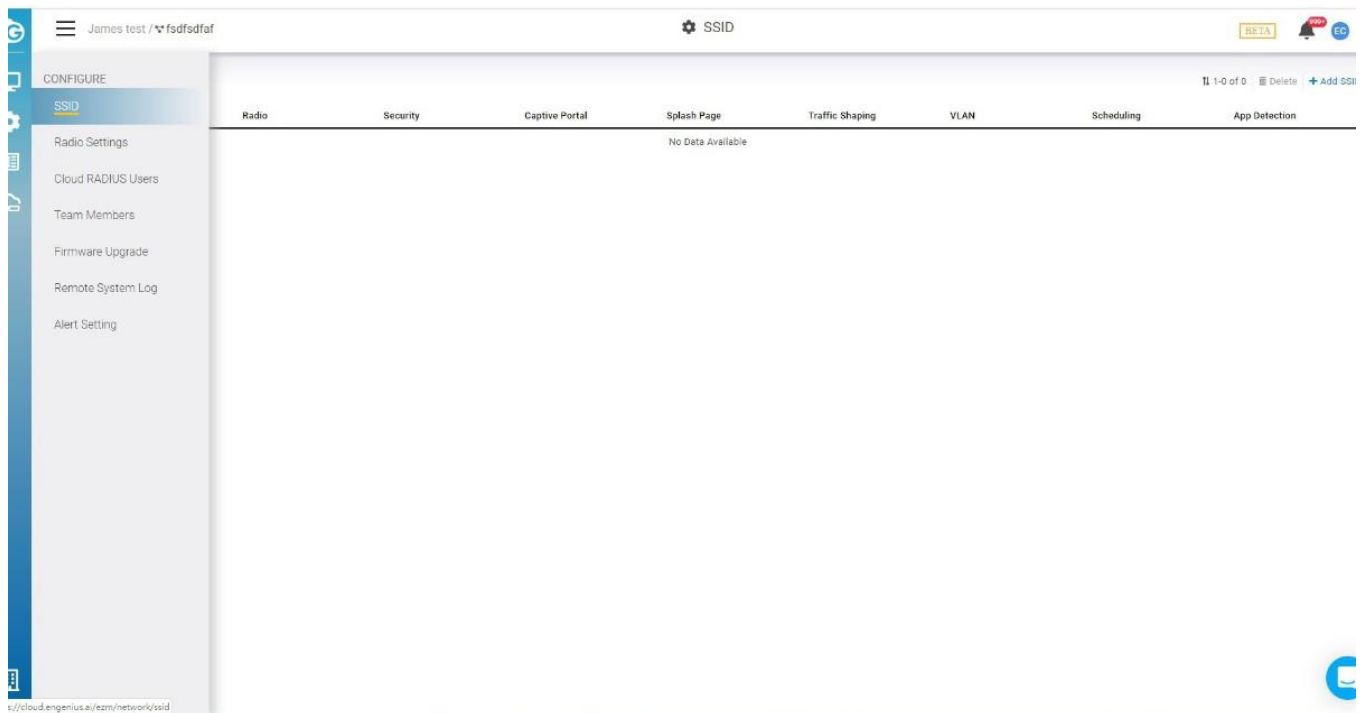 James test / fsdfsdfaf
SSID
BETA
999+
EC
CONFIGURE
SSID
Radio Settings
Cloud RADIUS Users
Team Members
Firmware Upgrade
Remote System Log
Alert Setting
1-0 of 0 Delete + Add SSI
Radio Security Captive Portal Splash Page Traffic Shaping VLAN Scheduling App Detection
No Data Available
s://cloud.engenius.ai/ezm/network/ssid